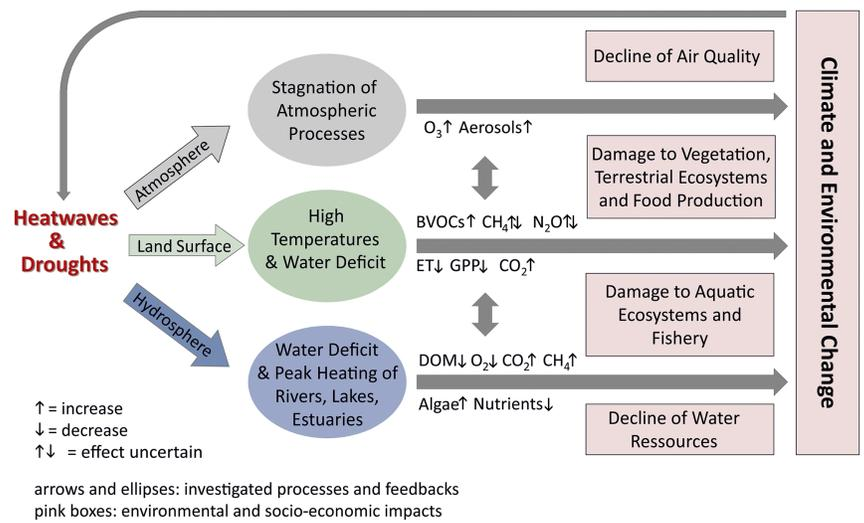 Decline of Air Quality
Stagnation of
Atmospheric
Processes
Atmosphere
O₃↑ Aerosols↑
Damage to Vegetation,
Terrestrial Ecosystems
and Food Production
Heatwaves
&
Droughts
Land Surface
High
Temperatures
& Water Deficit
BVOCs↑ CH₄↑↓ N₂O↑↓
ET↓ GPP↓ CO₂↑
Damage to Aquatic
Ecosystems and
Fishery
Hydrosphere
Water Deficit
& Peak Heating of
Rivers, Lakes,
Estuaries
DOM↓ O₂↓ CO₂↑ CH₄↑
Algae↑ Nutrients↓
Decline of Water
Ressources
Climate and Environmental Change
↑ = increase
↓ = decrease
↑↓ = effect uncertain
arrows and ellipses: investigated processes and feedbacks
pink boxes: environmental and socio-economic impacts